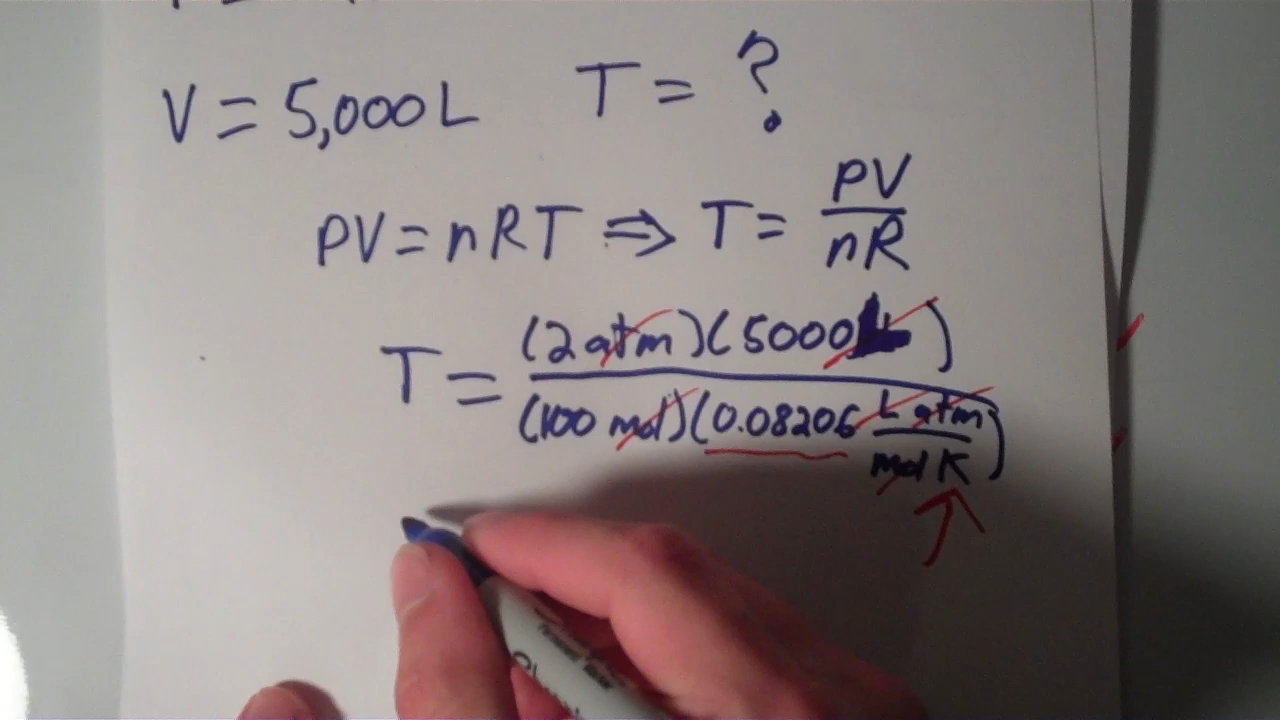 V = 5,000 L T = ?
PV = nRT ⇒ T = PV/nR
T = (2 atm)(5000 L)/(100 mol)(0.08206 L atm/mol K)